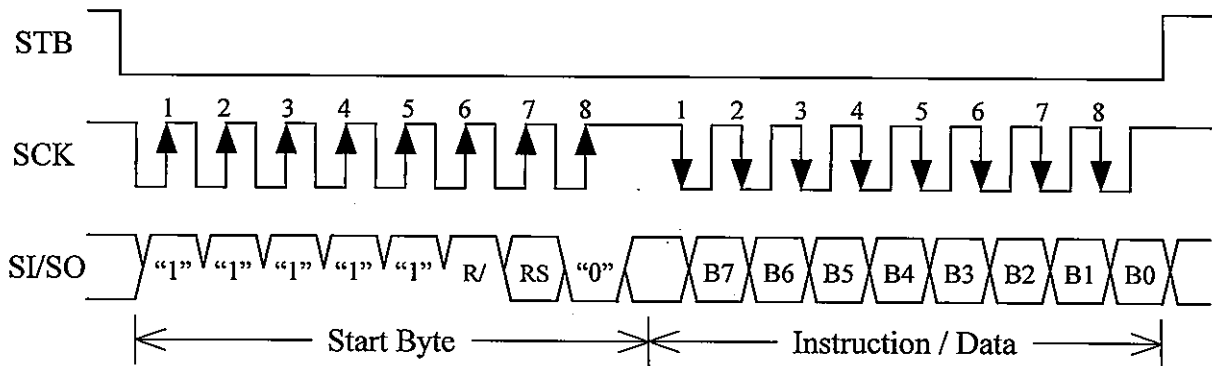 STB
1 2 3 4 5 6 7 8 1 2 3 4 5 6 7 8
SCK
SI/SO “1” “1” “1” “1” “1” R/ RS “0” B7 B6 B5 B4 B3 B2 B1 B0
Start Byte Instruction / Data